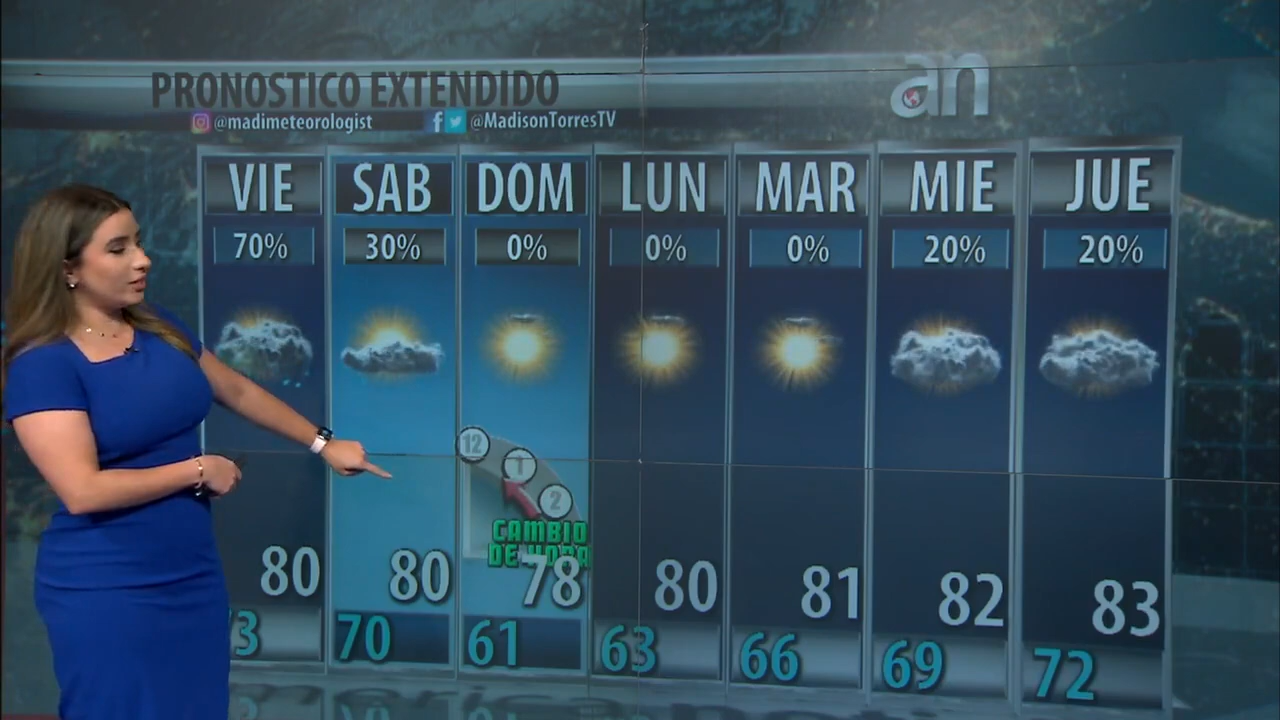 PRONOSTICO EXTENDIDO
an
@madimeteorologist @MadisonTorresTV
VIE SAB DOM LUN MAR MIE JUE
70% 30% 0% 0% 0% 20% 20%
12
1
2
CAMBIO
DE HORA
80 80 78 80 81 82 83
70 61 63 66 69 72